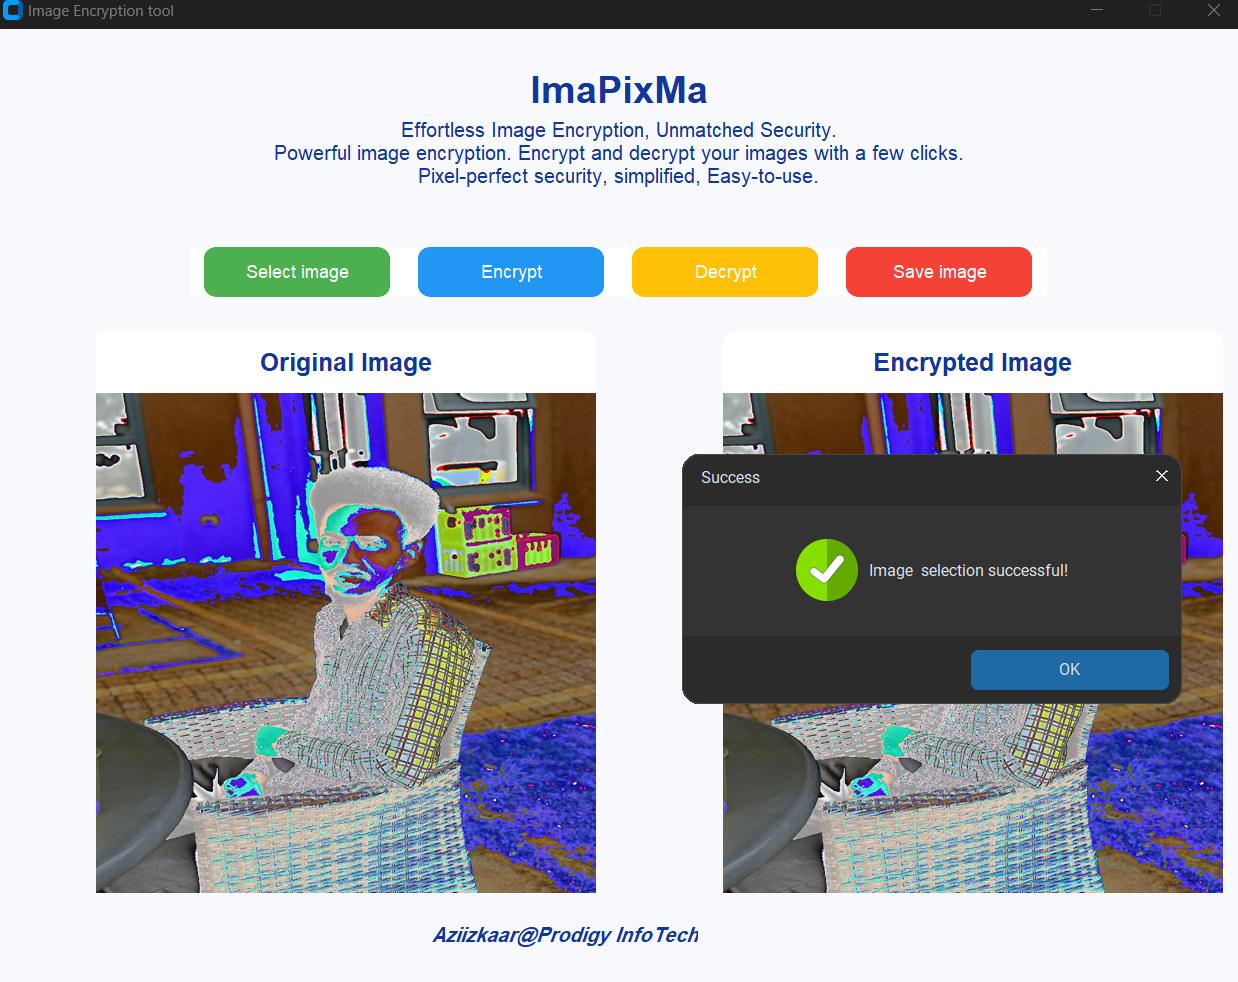 Image Encryption tool
ImaPixMa
Effortless Image Encryption, Unmatched Security.
Powerful image encryption. Encrypt and decrypt your images with a few clicks.
Pixel-perfect security, simplified, Easy-to-use.
Select image
Encrypt
Decrypt
Save image
Original Image
Encrypted Image
Success
Image  selection successful!
OK
Aziizkaar@Prodigy InfoTech